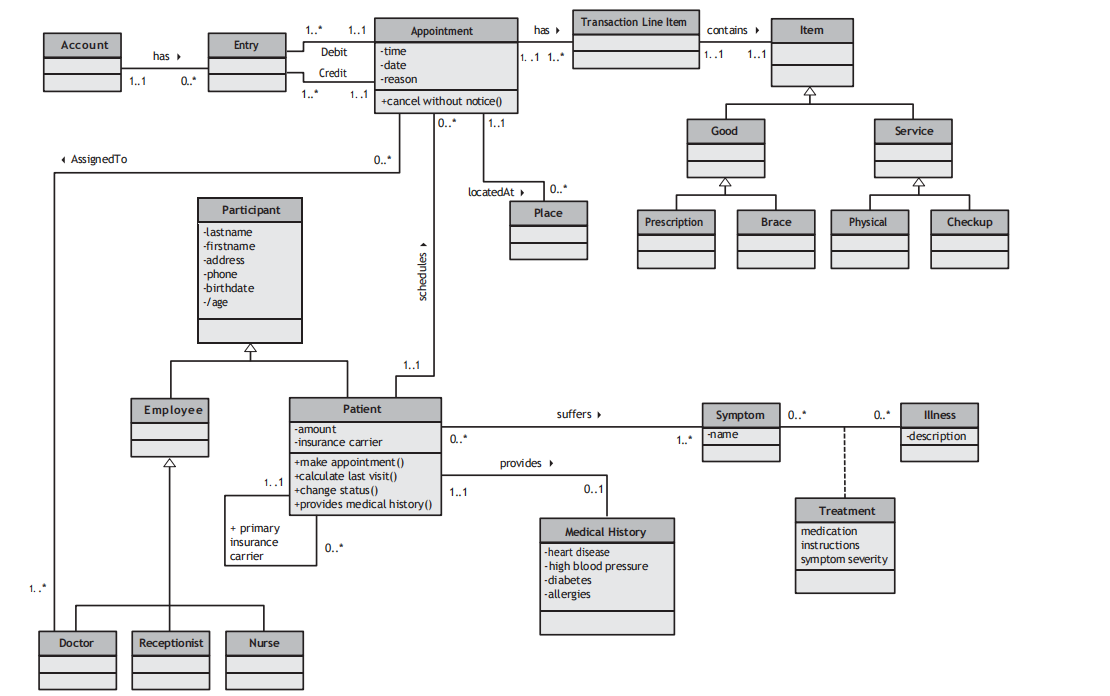 Account
has ▸
1..1
0..*
Entry
1..*
1..1
Debit
Credit
1..*
1..1
Appointment
-time
-date
-reason
+cancel without notice()
has ▸
1..1 1..*
Transaction Line Item
contains ▸
1..1
1..1
Item
Good
Service
Prescription
Brace
Physical
Checkup
◂ AssignedTo
0..*
0..*
1..1
locatedAt ▸
0..*
Place
Participant
-lastname
-firstname
-address
-phone
-birthdate
-/age
schedules ▸
1..1
Employee
Patient
-amount
-insurance carrier
+make appointment()
+calculate last visit()
+change status()
+provides medical history()
1..1
+ primary
insurance
carrier
0..*
suffers ▸
0..*
1..*
Symptom
-name
0..*
0..*
Illness
-description
provides ▸
1..1
0..1
Medical History
-heart disease
-high blood pressure
-diabetes
-allergies
Treatment
medication
instructions
symptom severity
1..*
Doctor
Receptionist
Nurse